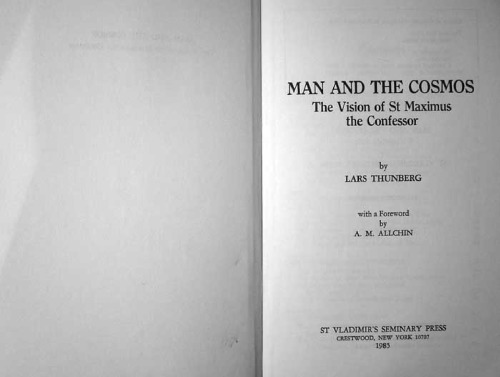 MAN AND THE COSMOS
The Vision of St Maximus
the Confessor
by
LARS THUNBERG
with a Foreword
by
A. M. ALLCHIN
ST VLADIMIR'S SEMINARY PRESS
CRESTWOOD, NEW YORK 10707
1985